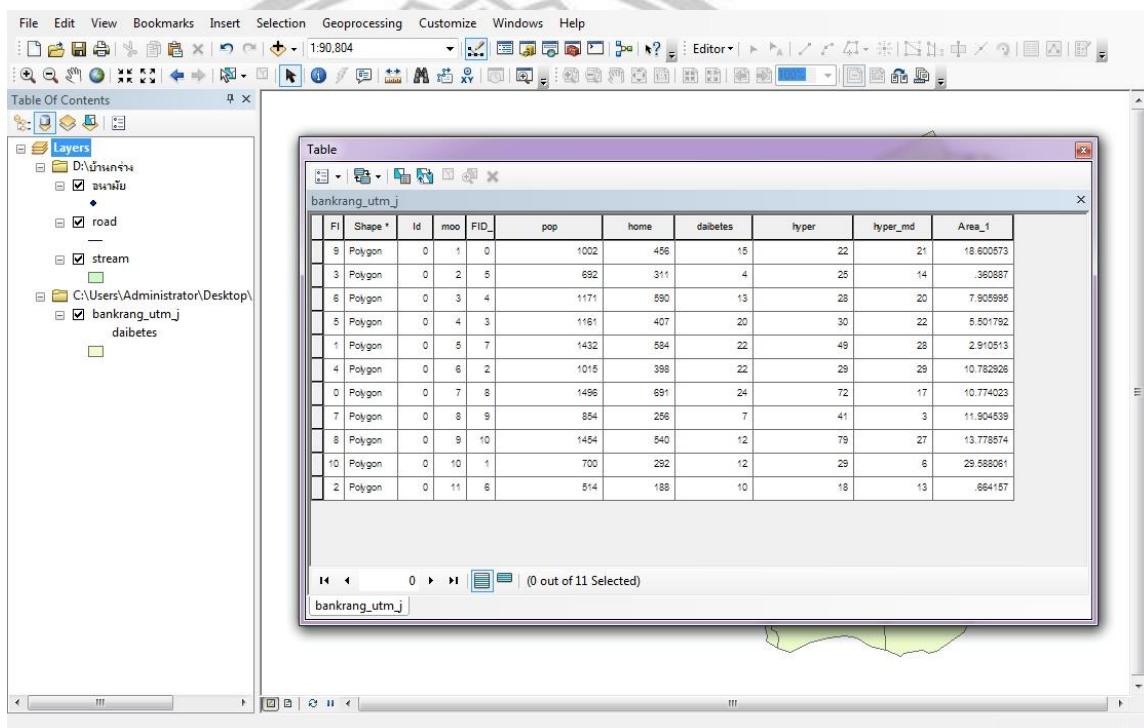 File Edit View Bookmarks Insert Selection Geoprocessing Customize Windows Help
1:90,804 Editor
100%
Table Of Contents
Layers
D:\บ้านกร่าง
อนามัย
road
stream
C:\Users\Administrator\Desktop\
bankrang_utm_j
daibetes
Table
bankrang_utm_j
FI Shape * Id moo FID_ pop home daibetes hyper hyper_md Area_1
9 Polygon 0 1 0 1002 456 15 22 21 18.600573
3 Polygon 0 2 5 692 311 4 25 14 .360887
6 Polygon 0 3 4 1171 590 13 28 20 7.905995
5 Polygon 0 4 3 1161 407 20 30 22 5.501792
1 Polygon 0 5 7 1432 584 22 49 28 2.910513
4 Polygon 0 6 2 1015 398 22 29 29 10.782926
0 Polygon 0 7 8 1496 691 24 72 17 10.774023
7 Polygon 0 8 9 854 256 7 41 3 11.904539
8 Polygon 0 9 10 1454 540 12 79 27 13.778574
10 Polygon 0 10 1 700 292 12 29 6 29.588061
2 Polygon 0 11 6 514 188 10 18 13 .664157
0 (0 out of 11 Selected)
bankrang_utm_j